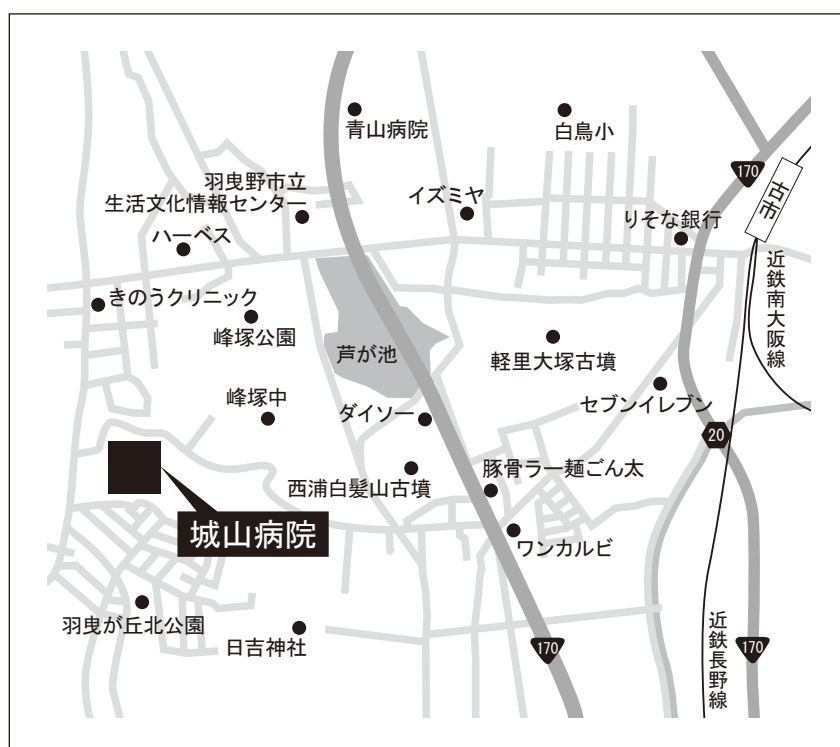 青山病院
白鳥小
170
羽曳野市立
生活文化情報センター
イズミヤ
古市
ハーベス
りそな銀行
近鉄南大阪線
きのうクリニック
峰塚公園
芦が池
軽里大塚古墳
峰塚中
ダイソー
セブンイレブン
20
西浦白髪山古墳
豚骨ラー麺ごん太
城山病院
ワンカルビ
羽曳が丘北公園
日吉神社
170
近鉄長野線
170